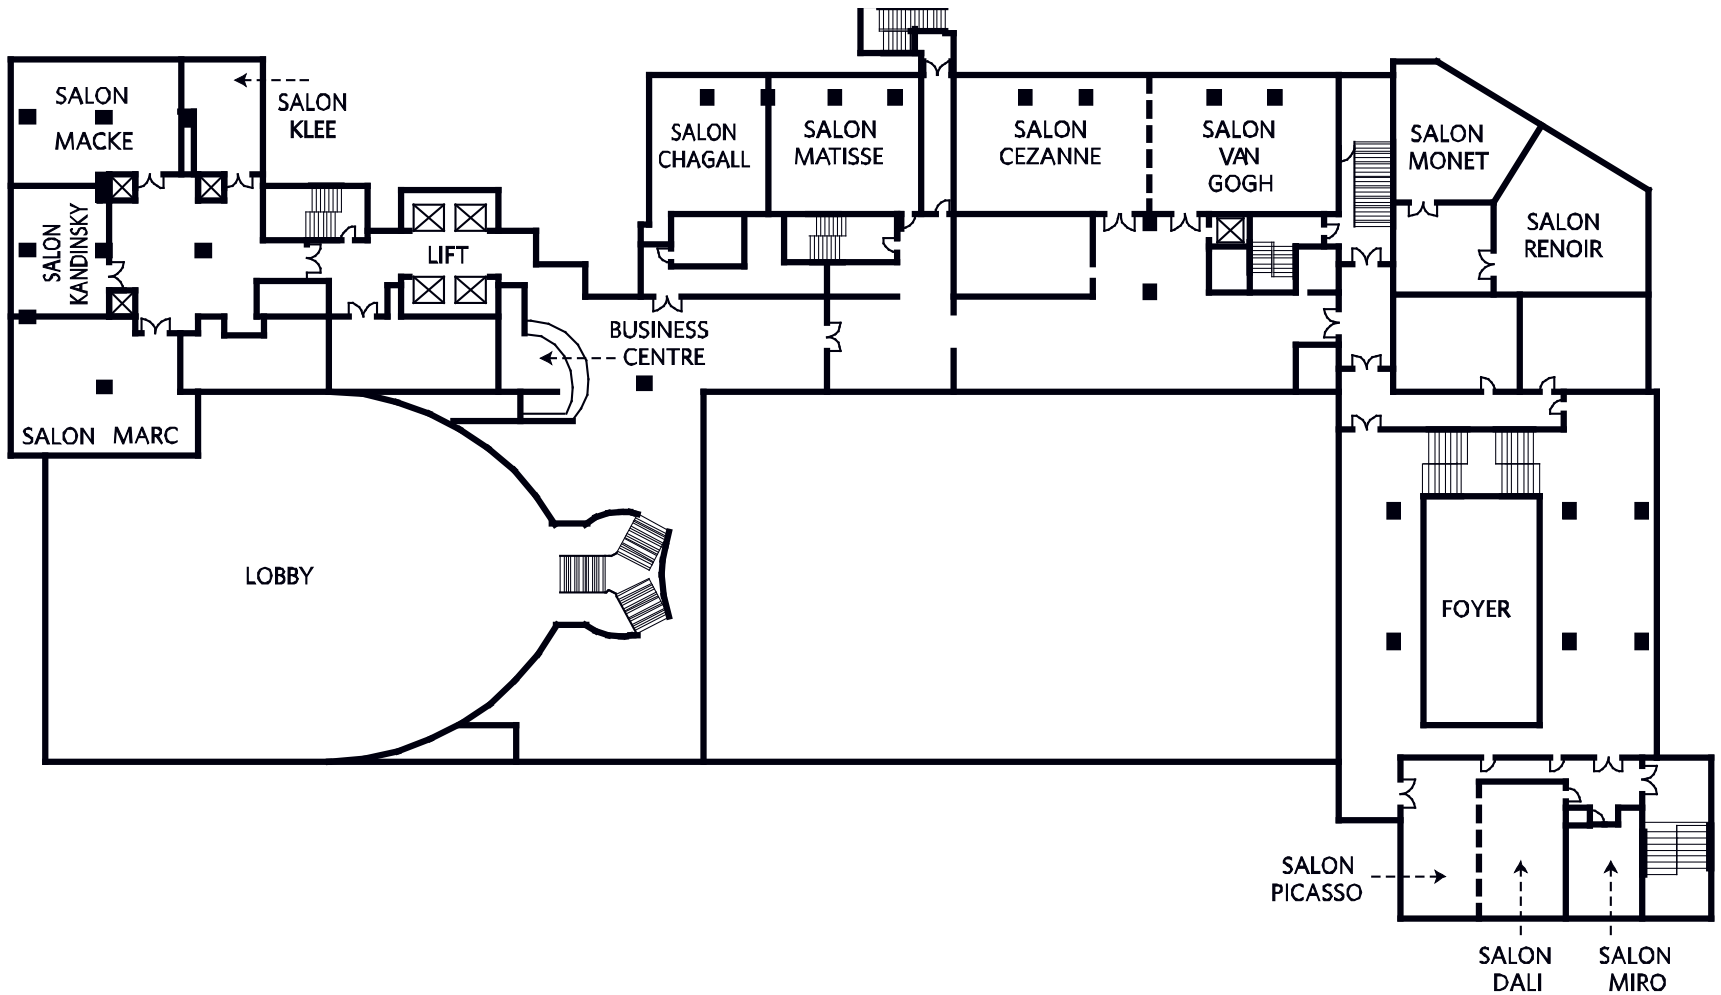 SALON
MACKE
SALON
KLEE
SALON
CHAGALL
SALON
MATISSE
SALON
CEZANNE
SALON
VAN
GOGH
SALON
MONET
SALON
RENOIR
SALON
KANDINSKY
LIFT
BUSINESS
CENTRE
SALON MARC
LOBBY
FOYER
SALON
PICASSO
SALON
DALI
SALON
MIRO